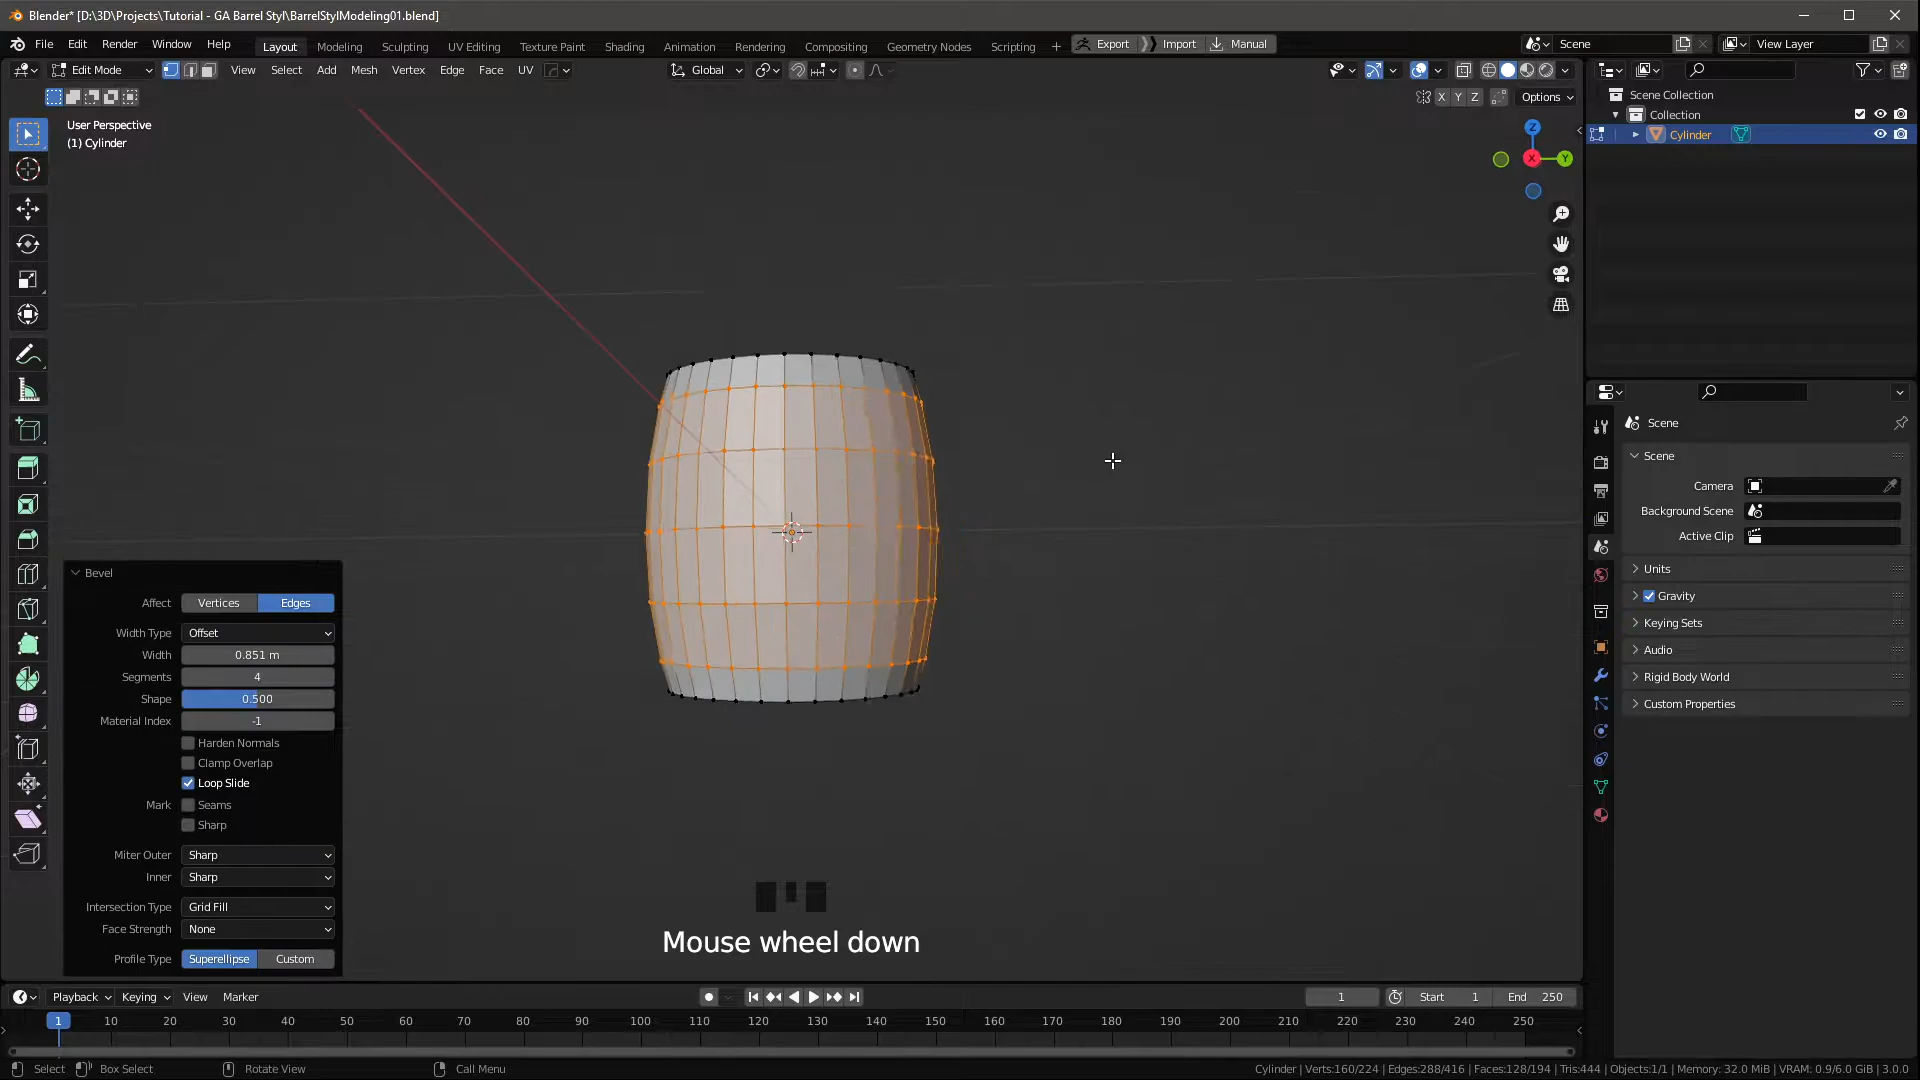 Blender* [D:\3D\Projects\Tutorial - GA Barrel Styl\BarrelStylModeling01.blend]
File Edit Render Window Help Layout Modeling Sculpting UV Editing Texture Paint Shading Animation Rendering Compositing Geometry Nodes Scripting + Export Import Manual Scene View Layer
Edit Mode View Select Add Mesh Vertex Edge Face UV Global
X Y Z Options
User Perspective
(1) Cylinder
Z
X Y
Scene Collection
Collection
Cylinder
Scene
Scene
Camera
Background Scene
Active Clip
Units
Gravity
Keying Sets
Audio
Rigid Body World
Custom Properties
Bevel
Affect Vertices Edges
Width Type Offset
Width 0.851 m
Segments 4
Shape 0.500
Material Index -1
Harden Normals
Clamp Overlap
Loop Slide
Mark Seams
Sharp
Miter Outer Sharp
Inner Sharp
Intersection Type Grid Fill
Face Strength None
Profile Type Superellipse Custom
Mouse wheel down
Playback Keying View Marker 1 Start 1 End 250
1 10 20 30 40 50 60 70 80 90 100 110 120 130 140 150 160 170 180 190 200 210 220 230 240 250
Select Box Select Rotate View Call Menu Cylinder | Verts:160/224 | Edges:288/416 | Faces:128/194 | Tris:444 | Objects:1/1 | Memory: 32.0 MiB | VRAM: 0.9/6.0 GiB | 3.0.0